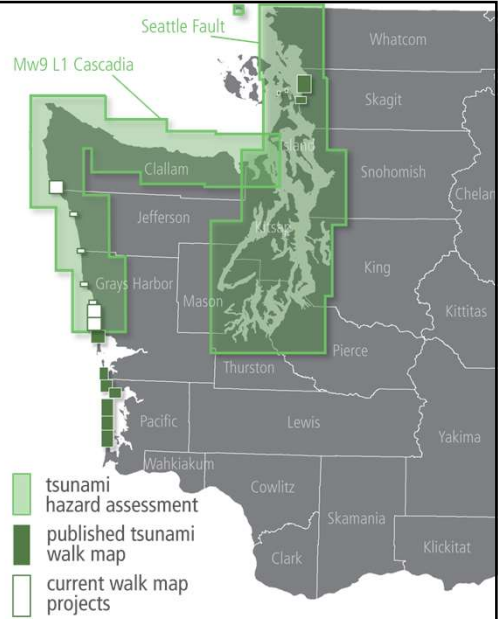 Seattle Fault
Mw9 L1 Cascadia
Whatcom
Skagit
Island
Snohomish
Chelan
Clallam
Jefferson
Kitsap
King
Grays Harbor
Mason
Kittitas
Pierce
Thurston
Pacific
Lewis
Yakima
Wahkiakum
Cowlitz
Skamania
Clark
Klickitat
tsunami
hazard assessment
published tsunami
walk map
current walk map
projects